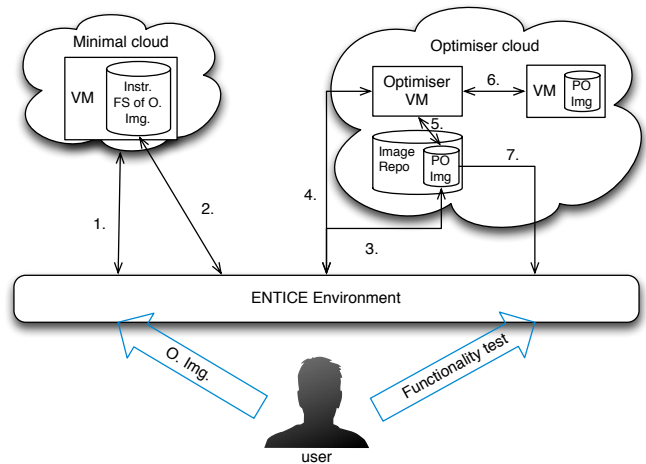 Minimal cloud
VM
Instr.
FS of O.
Img.
Optimiser cloud
Optimiser
VM
6.
VM
PO
Img
5.
Image
Repo
PO
Img
7.
1.
2.
4.
3.
ENTICE Environment
O. Img.
Functionality test
user